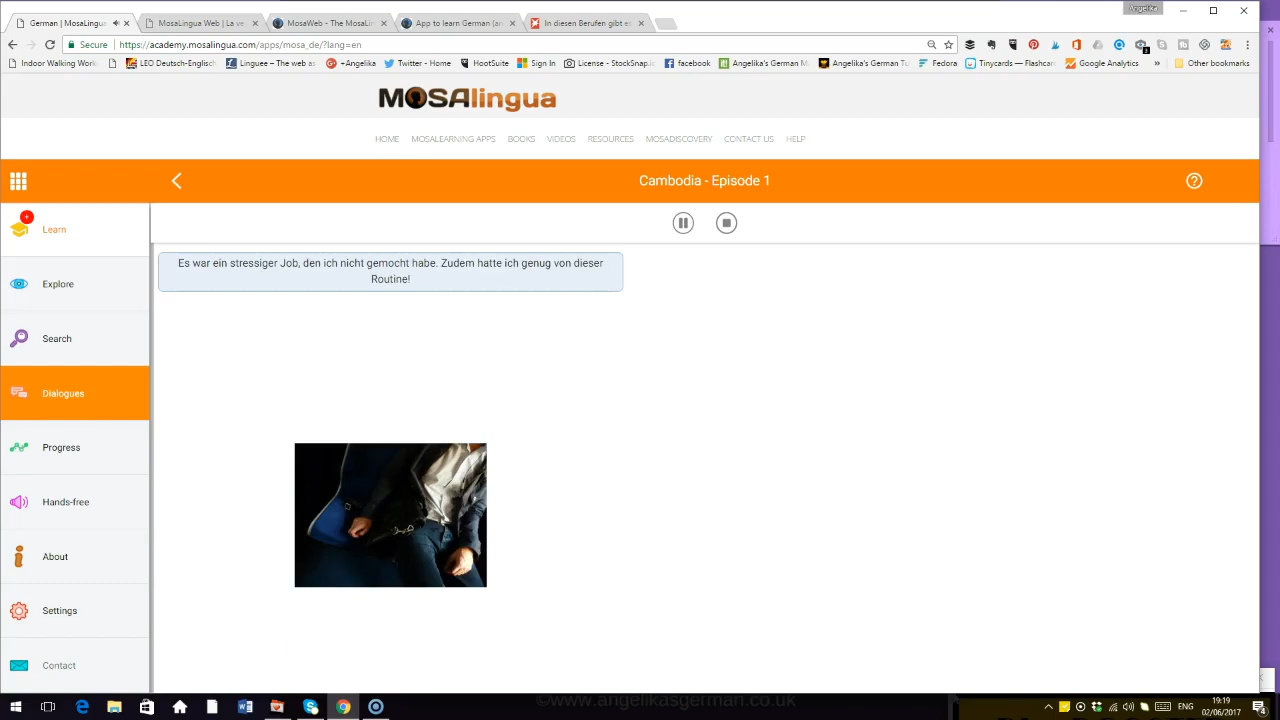 Angelika
German | MosaLingua
MosaLingua Web | La ve
MosaWeb - The MosaLin
App to learn German (an
In diesen Berufen gibt es
Secure | https://academy.mosalingua.com/apps/mosa_de/?lang=en
Indoor Walking Work
LEO Deutsch-Englisch
Linguee – The web as
+Angelika
Twitter - Home
HootSuite
Sign In
License - StockSnap.i
facebook
Angelika's German M
Angelika's German Tu
Fedora
Tinycards — Flashcar
Google Analytics
»
Other bookmarks
MOSAlingua
HOME MOSALEARNING APPS BOOKS VIDEOS RESOURCES MOSADISCOVERY CONTACT US HELP
Cambodia - Episode 1
Learn
Explore
Search
Dialogues
Progress
Hands-free
About
Settings
Contact
Es war ein stressiger Job, den ich nicht gemocht habe. Zudem hatte ich genug von dieser
Routine!
©www.angelikasgerman.co.uk
ENG
19:19
02/06/2017
4